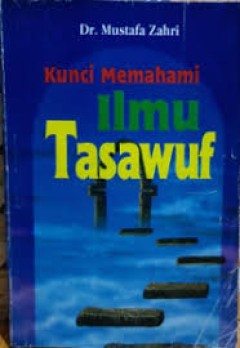 Dr. Mustafa Zahri
Kunci Memahami
Ilmu
Tasawuf